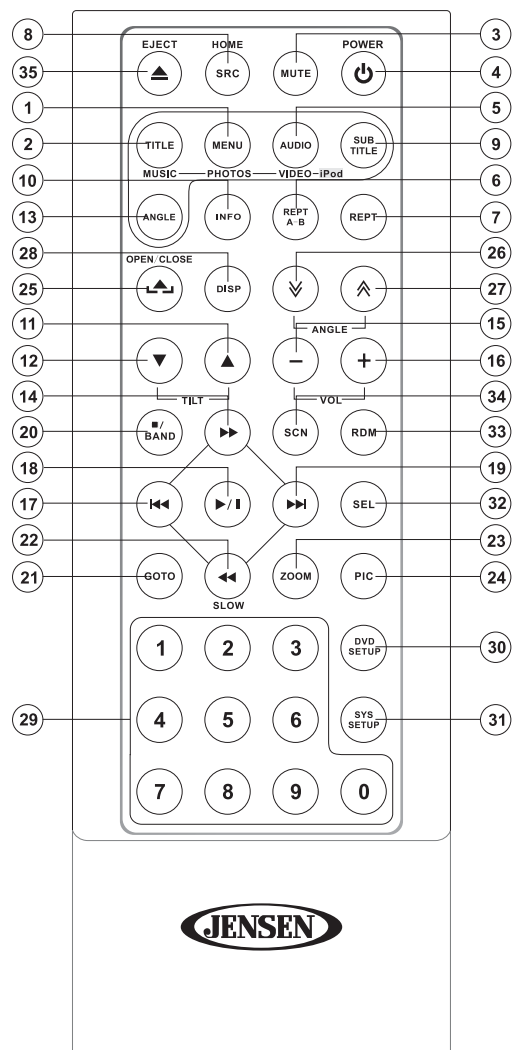 8 EJECT HOME POWER 3
35 SRC MUTE 4
1 5
2 TITLE MENU AUDIO SUB TITLE 9
10 MUSIC PHOTOS VIDEO iPod 6
13 ANGLE INFO REPT A-B REPT 7
28 26
OPEN/CLOSE
25 DISP 27
11 ANGLE 15
12 − + 16
14 TILT VOL 34
20 ■/BAND SCN RDM 33
18 19
17 SEL 32
22 23
21 GOTO ZOOM PIC 24
SLOW
1 2 3 DVD SETUP 30
29 4 5 6 SYS SETUP 31
7 8 9 0
JENSEN